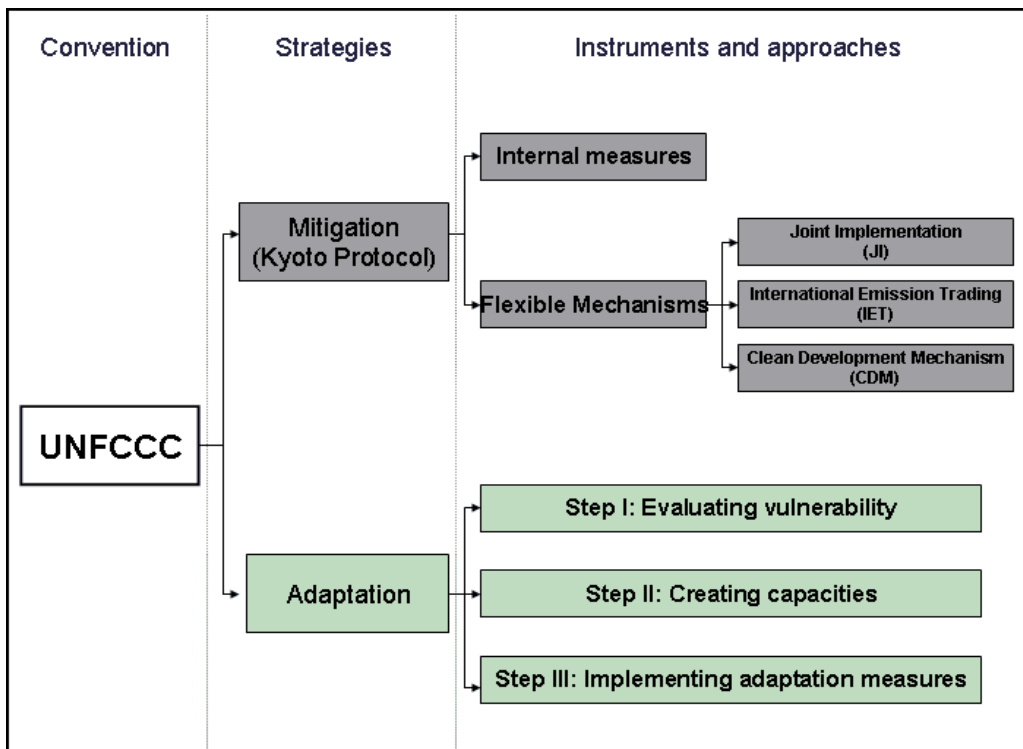 Convention
Strategies
Instruments and approaches
Internal measures
Mitigation
(Kyoto Protocol)
Joint Implementation
(JI)
Flexible Mechanisms
International Emission Trading
(IET)
Clean Development Mechanism
(CDM)
UNFCCC
Step I: Evaluating vulnerability
Adaptation
Step II: Creating capacities
Step III: Implementing adaptation measures